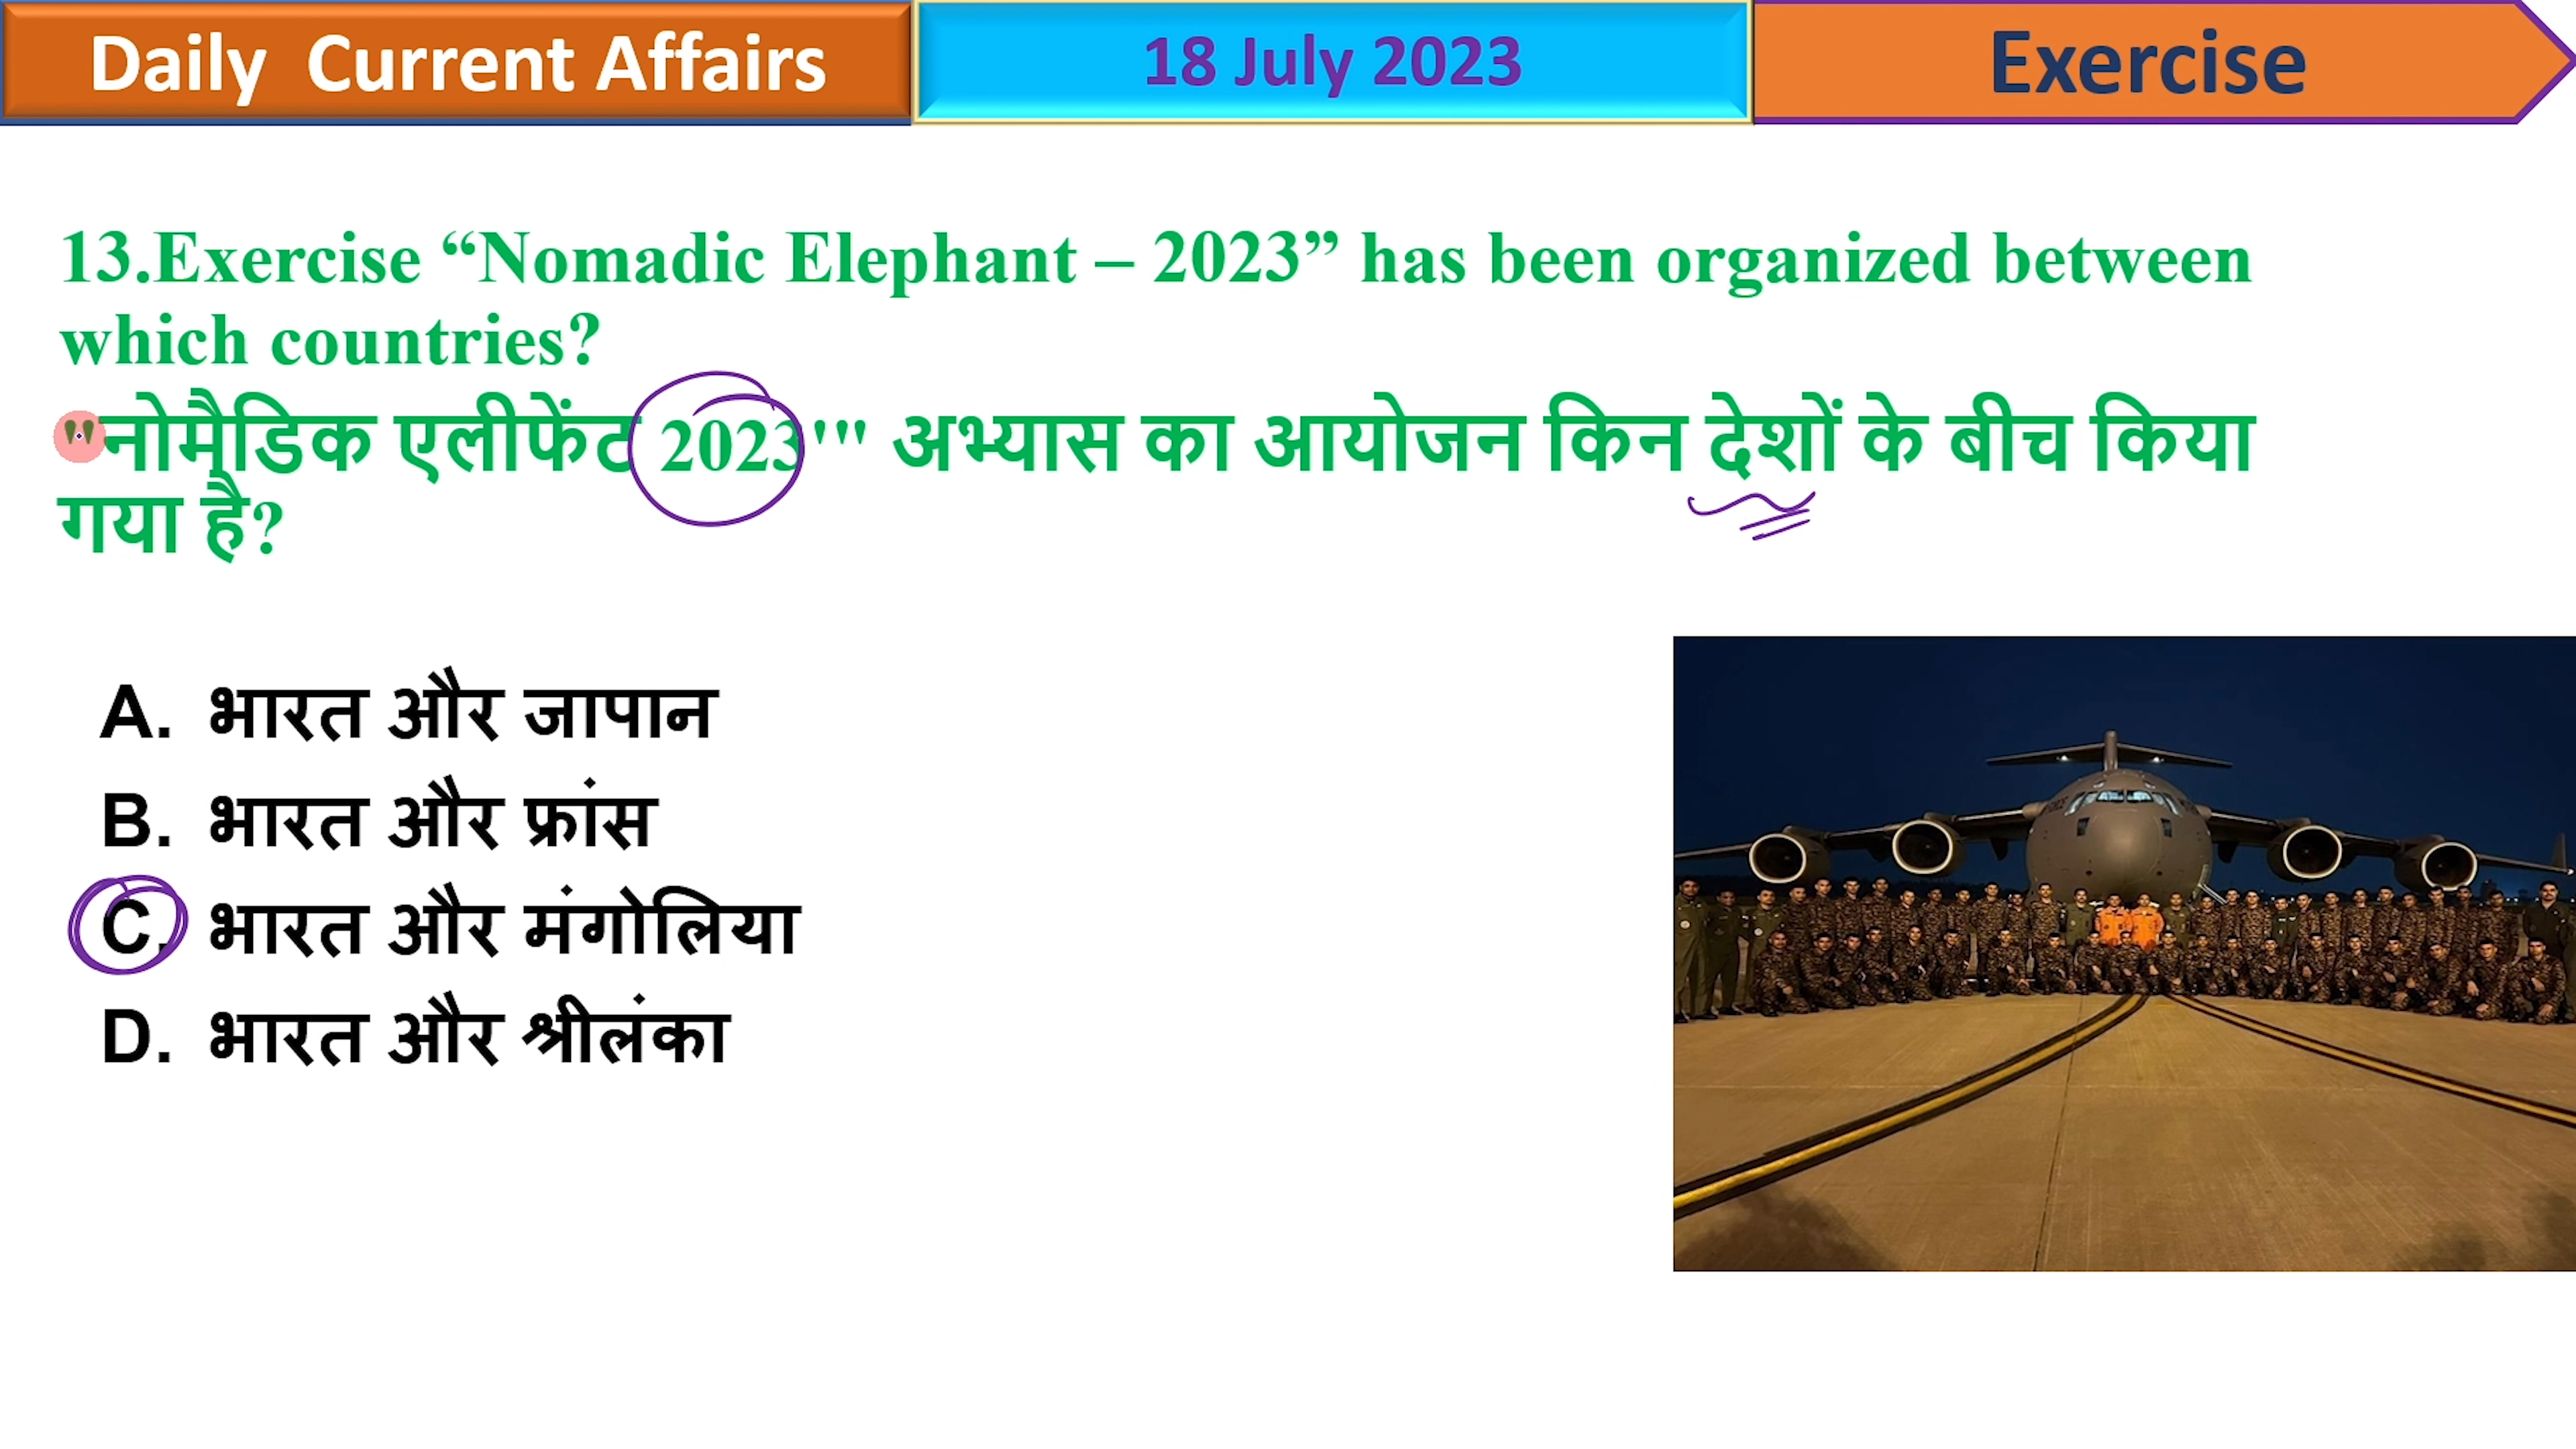 Daily Current Affairs
18 July 2023
Exercise
13.Exercise “Nomadic Elephant – 2023” has been organized between
which countries?
"नोमैडिक एलीफेंट 2023'" अभ्यास का आयोजन किन देशों के बीच किया
गया है?
A. भारत और जापान
B. भारत और फ्रांस
C. भारत और मंगोलिया
D. भारत और श्रीलंका